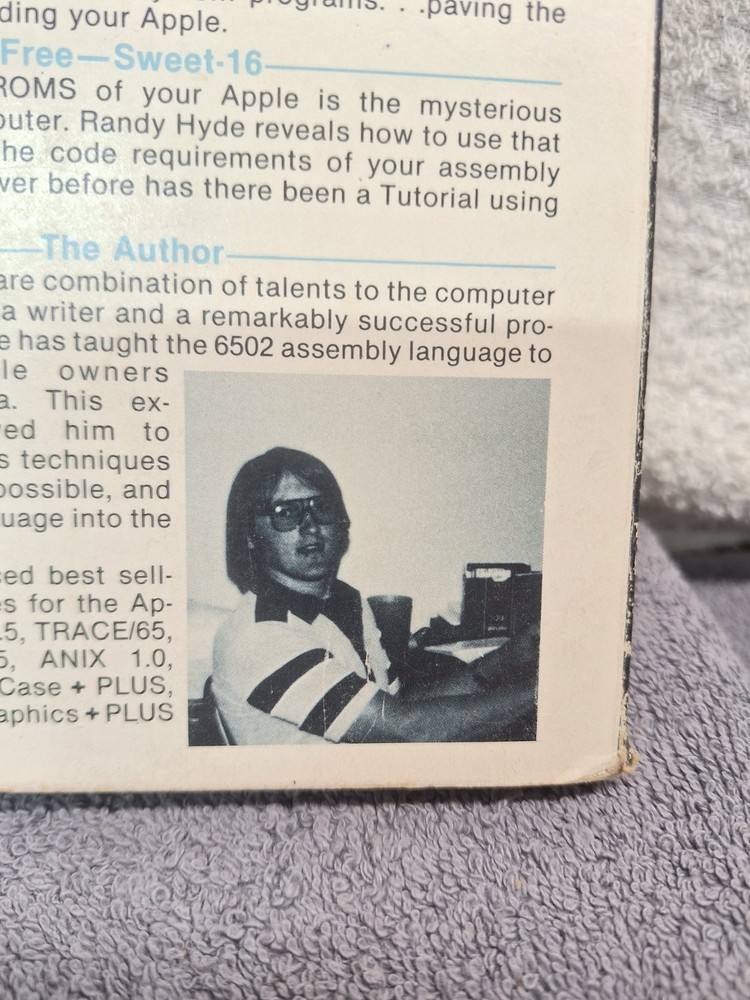 programs. . .paving the
ding your Apple.
Free—Sweet-16
ROMS of your Apple is the mysterious
puter. Randy Hyde reveals how to use that
he code requirements of your assembly
ver before has there been a Tutorial using
The Author
are combination of talents to the computer
a writer and a remarkably successful pro-
e has taught the 6502 assembly language to
le owners
a. This ex-
ved him to
s techniques
possible, and
uage into the
ced best sell-
es for the Ap-
.5, TRACE/65,
5, ANIX 1.0,
Case + PLUS,
aphics + PLUS